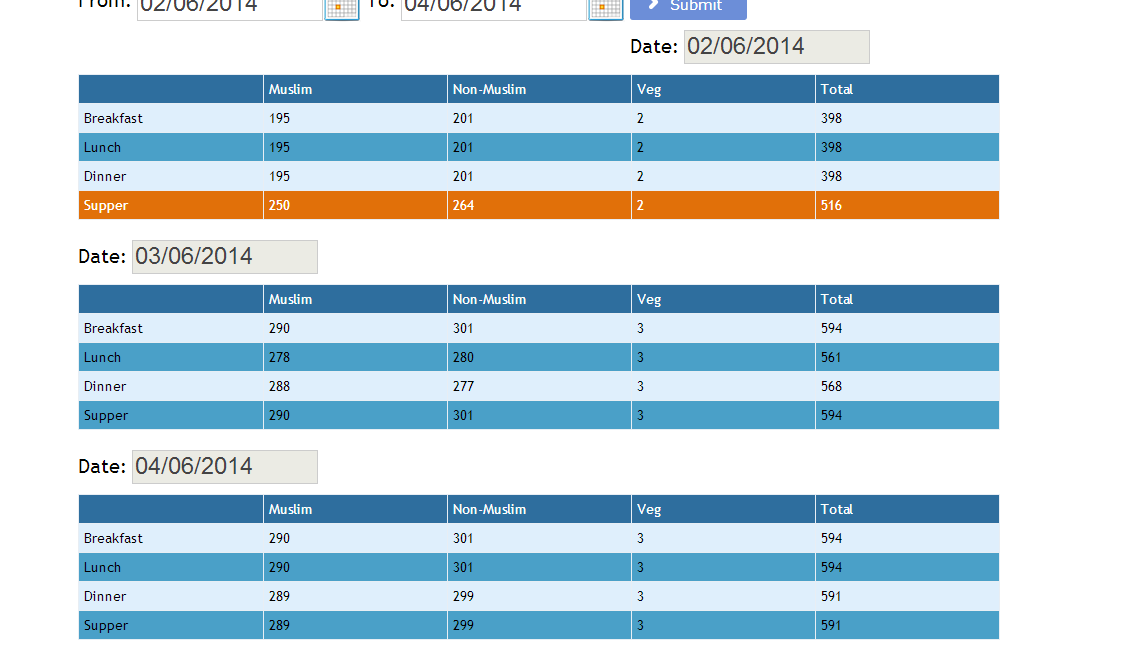 From: 02/06/2014 To: 04/06/2014 Submit
Date: 02/06/2014
Muslim Non-Muslim Veg Total
Breakfast 195 201 2 398
Lunch 195 201 2 398
Dinner 195 201 2 398
Supper 250 264 2 516
Date: 03/06/2014
Muslim Non-Muslim Veg Total
Breakfast 290 301 3 594
Lunch 278 280 3 561
Dinner 288 277 3 568
Supper 290 301 3 594
Date: 04/06/2014
Muslim Non-Muslim Veg Total
Breakfast 290 301 3 594
Lunch 290 301 3 594
Dinner 289 299 3 591
Supper 289 299 3 591